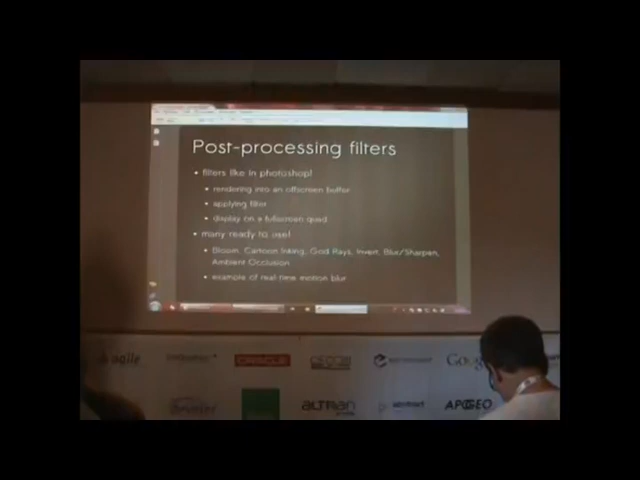 Post-processing filters
• filters like in photoshop!
• rendering into an offscreen buffer
• applying filter
• display on a fullscreen quad
• many ready to use!
• Bloom, Cartoon Inking, God Rays, Invert, Blur/Sharpen,
Ambient Occlusion
• example of real time motion blur
agile ORACLE Google
ALTRAN APOGEO